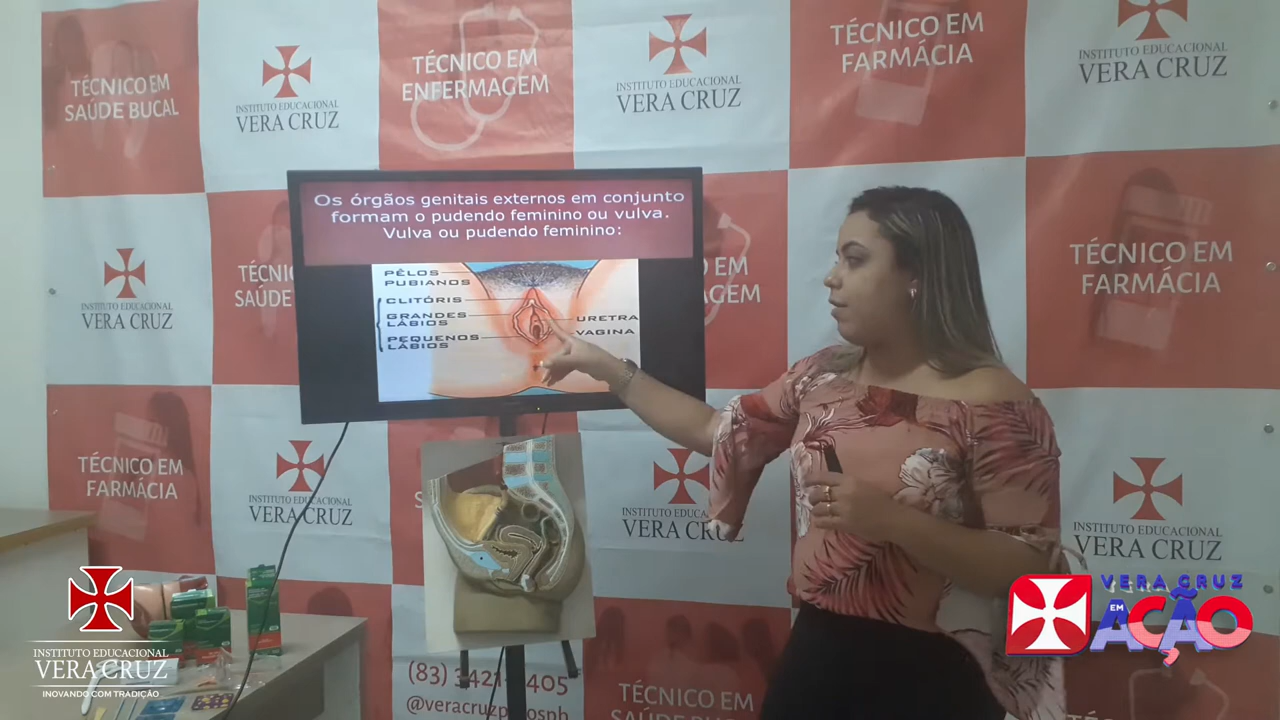 TÉCNICO EM
SAÚDE BUCAL
INSTITUTO EDUCACIONAL
VERA CRUZ
TÉCNICO EM
ENFERMAGEM
INSTITUTO EDUCACIONAL
VERA CRUZ
TÉCNICO EM
FARMÁCIA
INSTITUTO EDUCACIONAL
VERA CRUZ
Os órgãos genitais externos em conjunto
formam o pudendo feminino ou vulva.
Vulva ou pudendo feminino:
PÊLOS
PUBIANOS
CLITÓRIS
GRANDES
LÁBIOS
PEQUENOS
LÁBIOS
URETRA
VAGINA
INSTITUTO EDUCACIONAL
VERA CRUZ
TÉCNICO EM
FARMÁCIA
TÉCNICO EM
FARMÁCIA
INSTITUTO EDUCACIONAL
VERA CRUZ
VERA CRUZ
INSTITUTO EDUCACIONAL
VERA CRUZ
INSTITUTO EDUCACIONAL
VERA CRUZ
INOVANDO COM TRADIÇÃO
VERA CRUZ
EM
AÇÃO
(83) 3421
405
TÉCNICO EM